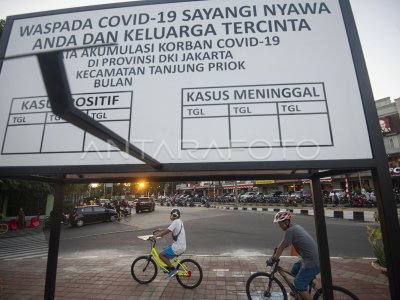 WASPADA COVID-19 SAYANGI NYAWA
ANDA DAN KELUARGA TERCINTA
DATA AKUMULASI KORBAN COVID-19
DI PROVINSI DKI JAKARTA
KECAMATAN TANJUNG PRIOK
BULAN
KASUS POSITIF
KASUS MENINGGAL
TGL TGL TGL
TGL TGL TGL
ANTARAFOTO